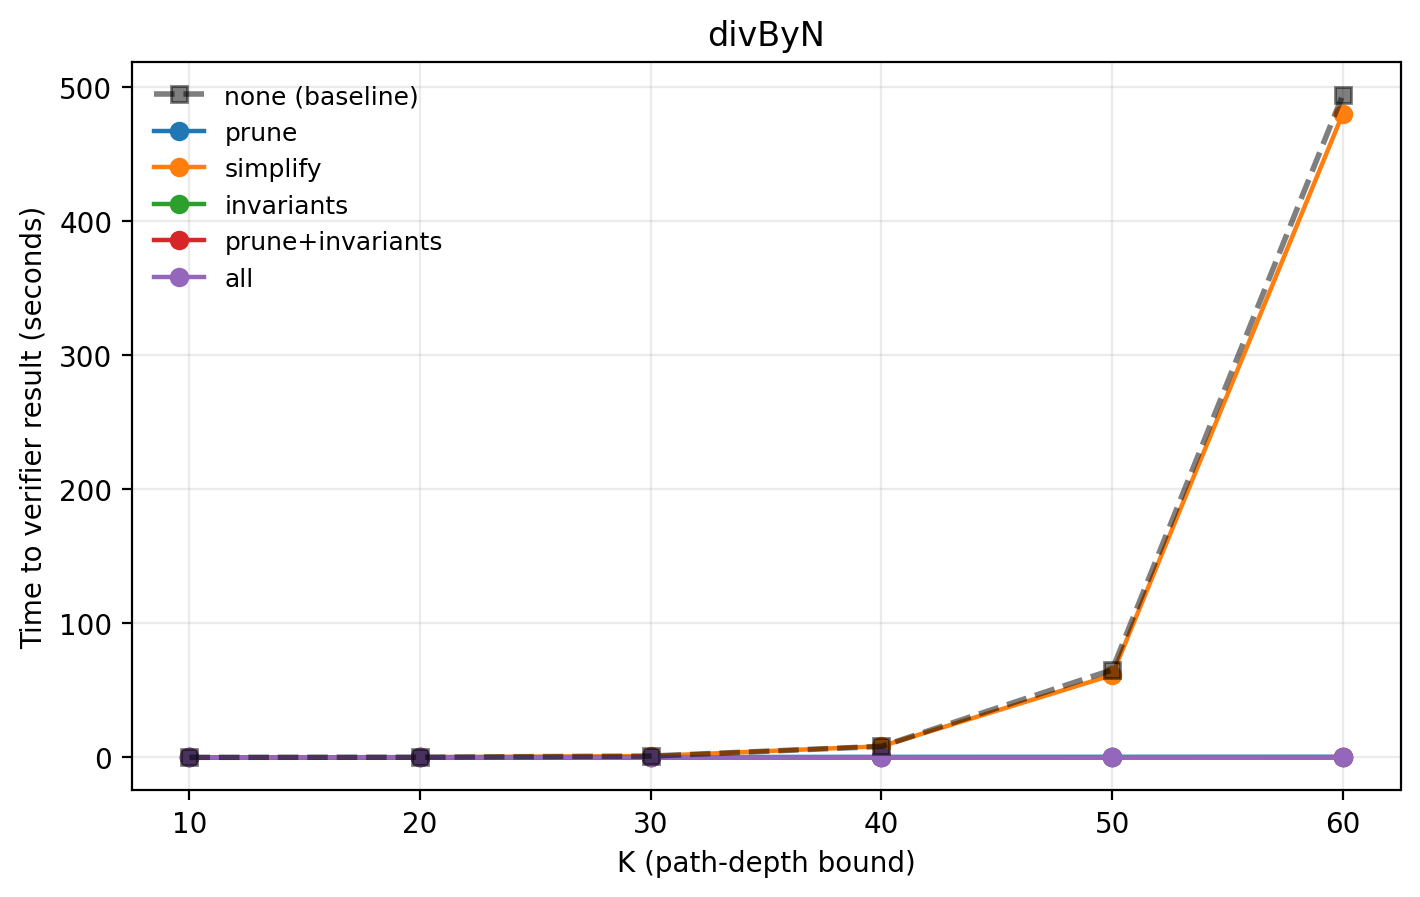 divByN
Time to verifier result (seconds)
500
400
300
200
100
0
none (baseline)
prune
simplify
invariants
prune+invariants
all
10 20 30 40 50 60
K (path-depth bound)